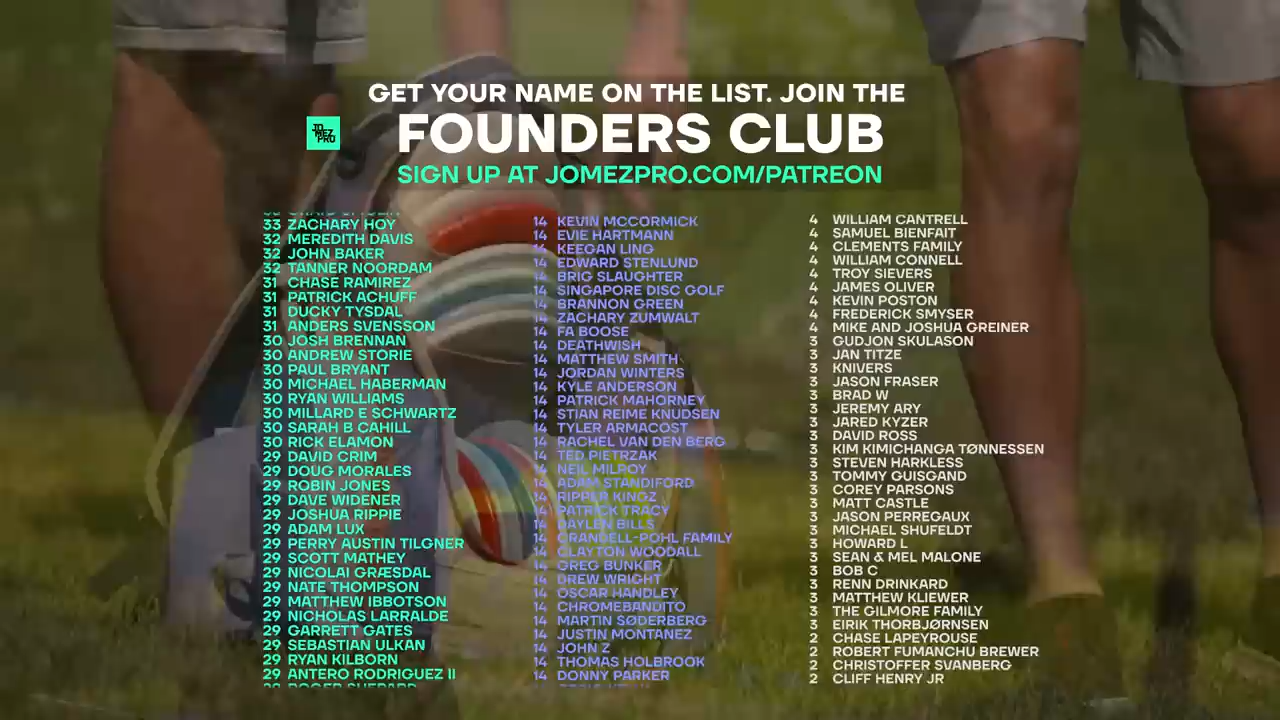 GET YOUR NAME ON THE LIST. JOIN THE
FOUNDERS CLUB
JO
MEZ
PRO
SIGN UP AT JOMEZPRO.COM/PATREON
33 ZACHARY HOY
32 MEREDITH DAVIS
32 JOHN BAKER
32 TANNER NOORDAM
31 CHASE RAMIREZ
31 PATRICK ACHUFF
31 DUCKY TYSDAL
31 ANDERS SVENSSON
30 JOSH BRENNAN
30 ANDREW STORIE
30 PAUL BRYANT
30 MICHAEL HABERMAN
30 RYAN WILLIAMS
30 MILLARD E SCHWARTZ
30 SARAH B CAHILL
30 RICK ELAMON
29 DAVID CRIM
29 DOUG MORALES
29 ROBIN JONES
29 DAVE WIDENER
29 JOSHUA RIPPIE
29 ADAM LUX
29 PERRY AUSTIN TILGNER
29 SCOTT MATHEY
29 NICOLAI GRÆSDAL
29 NATE THOMPSON
29 MATTHEW IBBOTSON
29 NICHOLAS LARRALDE
29 GARRETT GATES
29 SEBASTIAN ULKAN
29 RYAN KILBORN
29 ANTERO RODRIGUEZ II
14 KEVIN MCCORMICK
14 EVIE HARTMANN
14 KEEGAN LING
14 EDWARD STENLUND
14 BRIG SLAUGHTER
14 SINGAPORE DISC GOLF
14 BRANNON GREEN
14 ZACHARY ZUMWALT
14 FA BOOSE
14 DEATHWISH
14 MATTHEW SMITH
14 JORDAN WINTERS
14 KYLE ANDERSON
14 PATRICK MAHORNEY
14 STIAN REIME KNUDSEN
14 TYLER ARMACOST
14 RACHEL VAN DEN BERG
14 TED PIETRZAK
14 NEIL MILROY
14 ADAM STANDIFORD
14 RIPPER KINGZ
14 PATRICK TRACY
14 DAYLEN BILLS
14 CRANDELL-POHL FAMILY
14 CLAYTON WOODALL
14 GREG BUNKER
14 DREW WRIGHT
14 OSCAR HANDLEY
14 CHROMEBANDITO
14 MARTIN SØDERBERG
14 JUSTIN MONTANEZ
14 JOHN Z
14 THOMAS HOLBROOK
14 DONNY PARKER
4 WILLIAM CANTRELL
4 SAMUEL BIENFAIT
4 CLEMENTS FAMILY
4 WILLIAM CONNELL
4 TROY SIEVERS
4 JAMES OLIVER
4 KEVIN POSTON
4 FREDERICK SMYSER
4 MIKE AND JOSHUA GREINER
3 GUDJON SKULASON
3 JAN TITZE
3 KNIVERS
3 JASON FRASER
3 BRAD W
3 JEREMY ARY
3 JARED KYZER
3 DAVID ROSS
3 KIM KIMICHANGA TØNNESSEN
3 STEVEN HARKLESS
3 TOMMY GUISGAND
3 COREY PARSONS
3 MATT CASTLE
3 JASON PERREGAUX
3 MICHAEL SHUFELDT
3 HOWARD L
3 SEAN & MEL MALONE
3 BOB C
3 RENN DRINKARD
3 MATTHEW KLIEWER
3 THE GILMORE FAMILY
3 EIRIK THORBJØRNSEN
2 CHASE LAPEYROUSE
2 ROBERT FUMANCHU BREWER
2 CHRISTOFFER SVANBERG
2 CLIFF HENRY JR